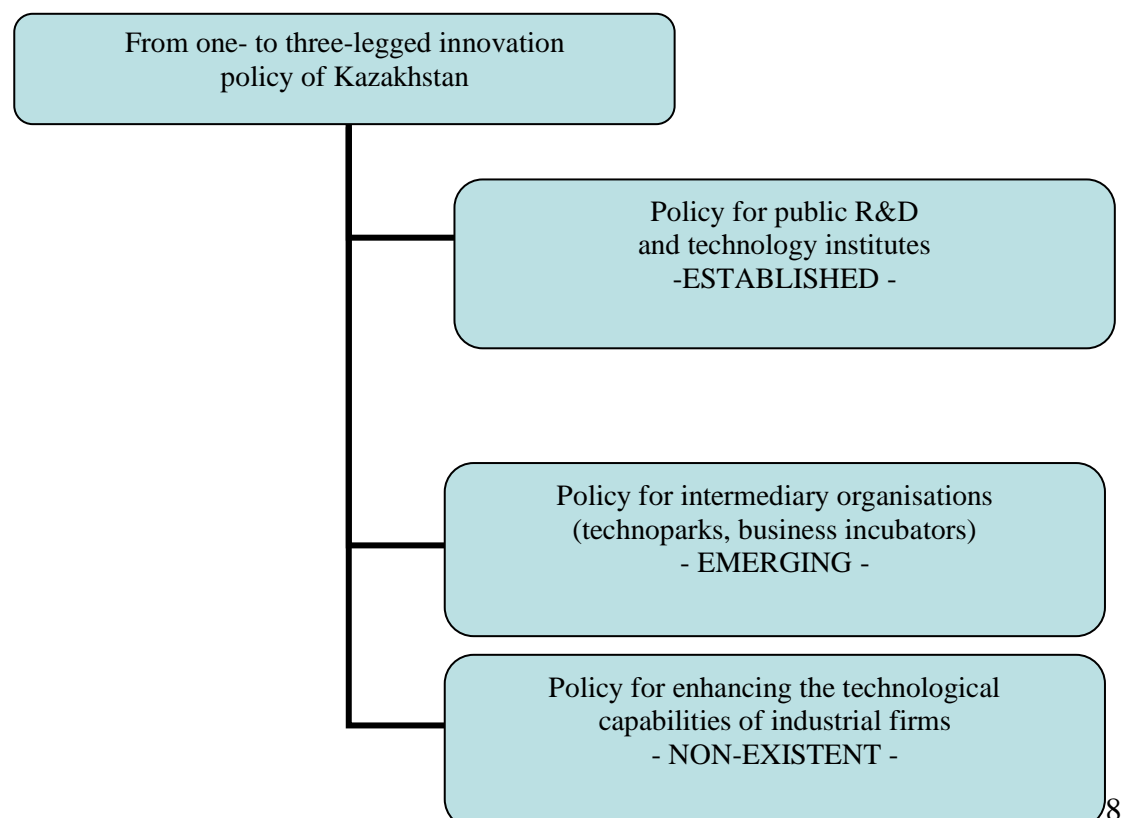 From one- to three-legged innovation
policy of Kazakhstan
Policy for public R&D
and technology institutes
-ESTABLISHED -
Policy for intermediary organisations
(technoparks, business incubators)
- EMERGING -
Policy for enhancing the technological
capabilities of industrial firms
- NON-EXISTENT -
8